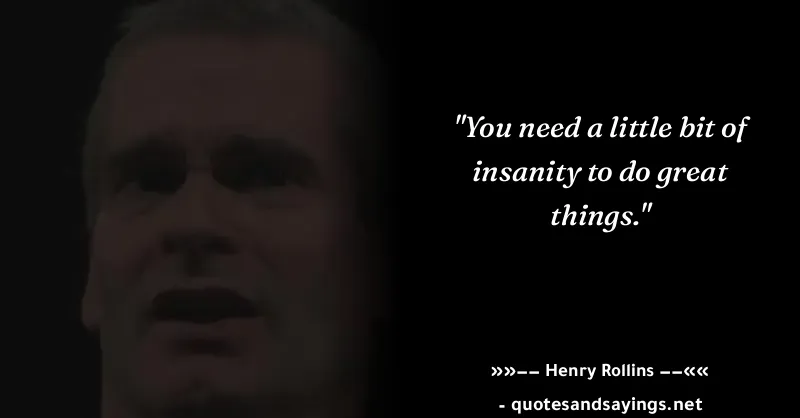 "You need a little bit of
insanity to do great
things."
»»−− Henry Rollins −−««
- quotesandsayings.net